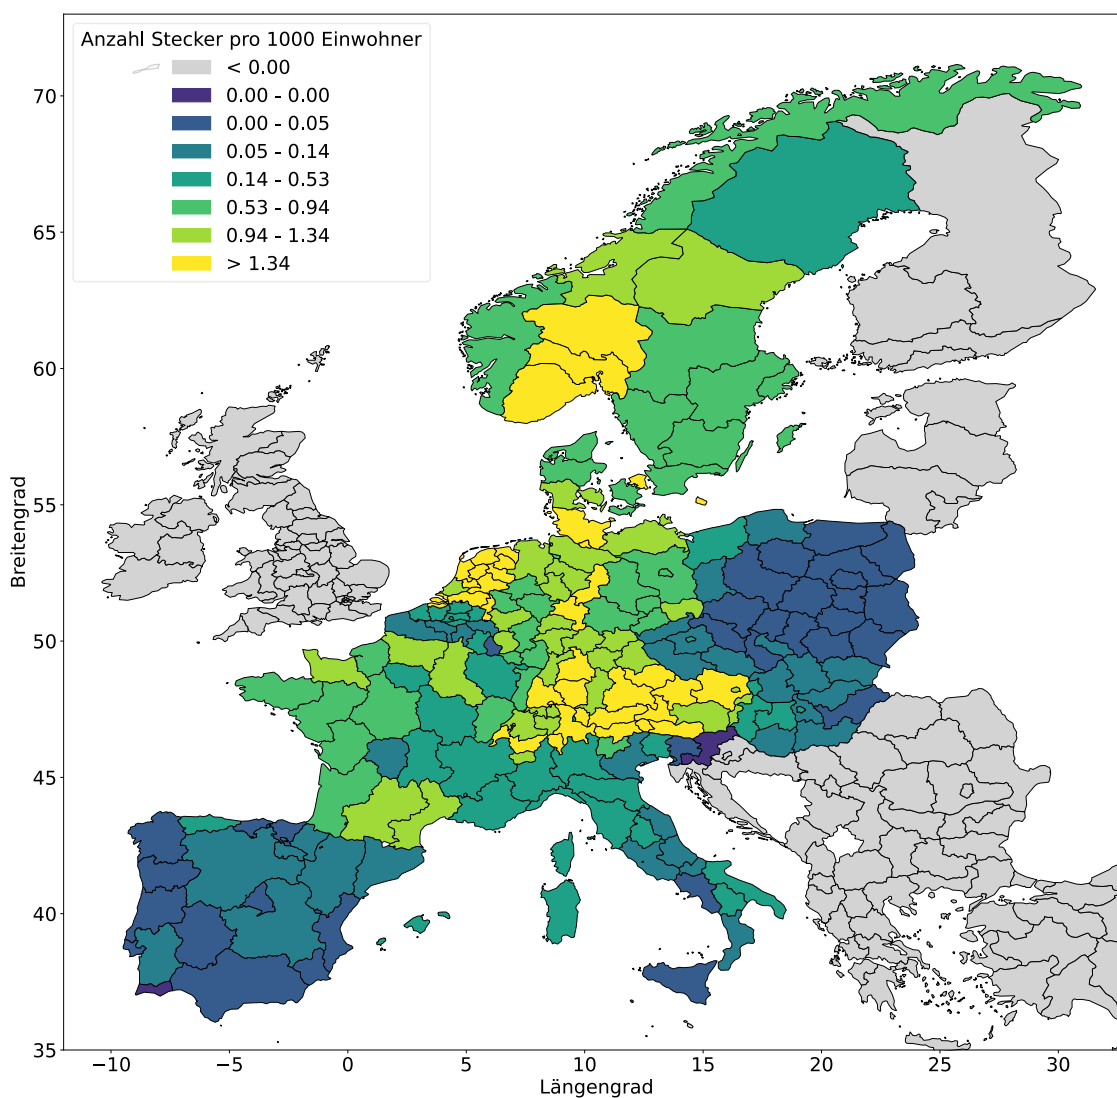 Anzahl Stecker pro 1000 Einwohner
< 0.00
0.00 - 0.00
0.00 - 0.05
0.05 - 0.14
0.14 - 0.53
0.53 - 0.94
0.94 - 1.34
> 1.34
70
65
60
55
50
45
40
35
Breitengrad
−10 −5 0 5 10 15 20 25 30
Längengrad